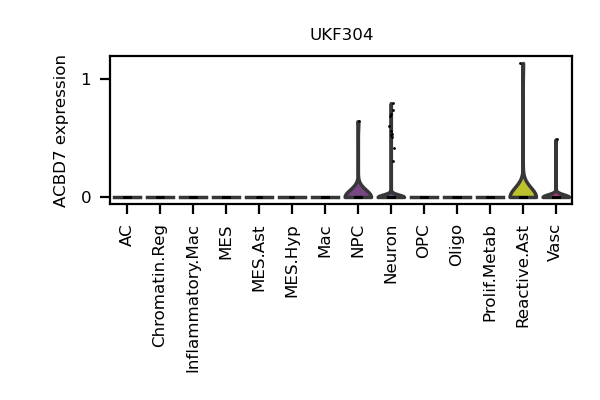 UKF304
ACBD7 expression
1
0
AC
Chromatin.Reg
Inflammatory.Mac
MES
MES.Ast
MES.Hyp
Mac
NPC
Neuron
OPC
Oligo
Prolif.Metab
Reactive.Ast
Vasc